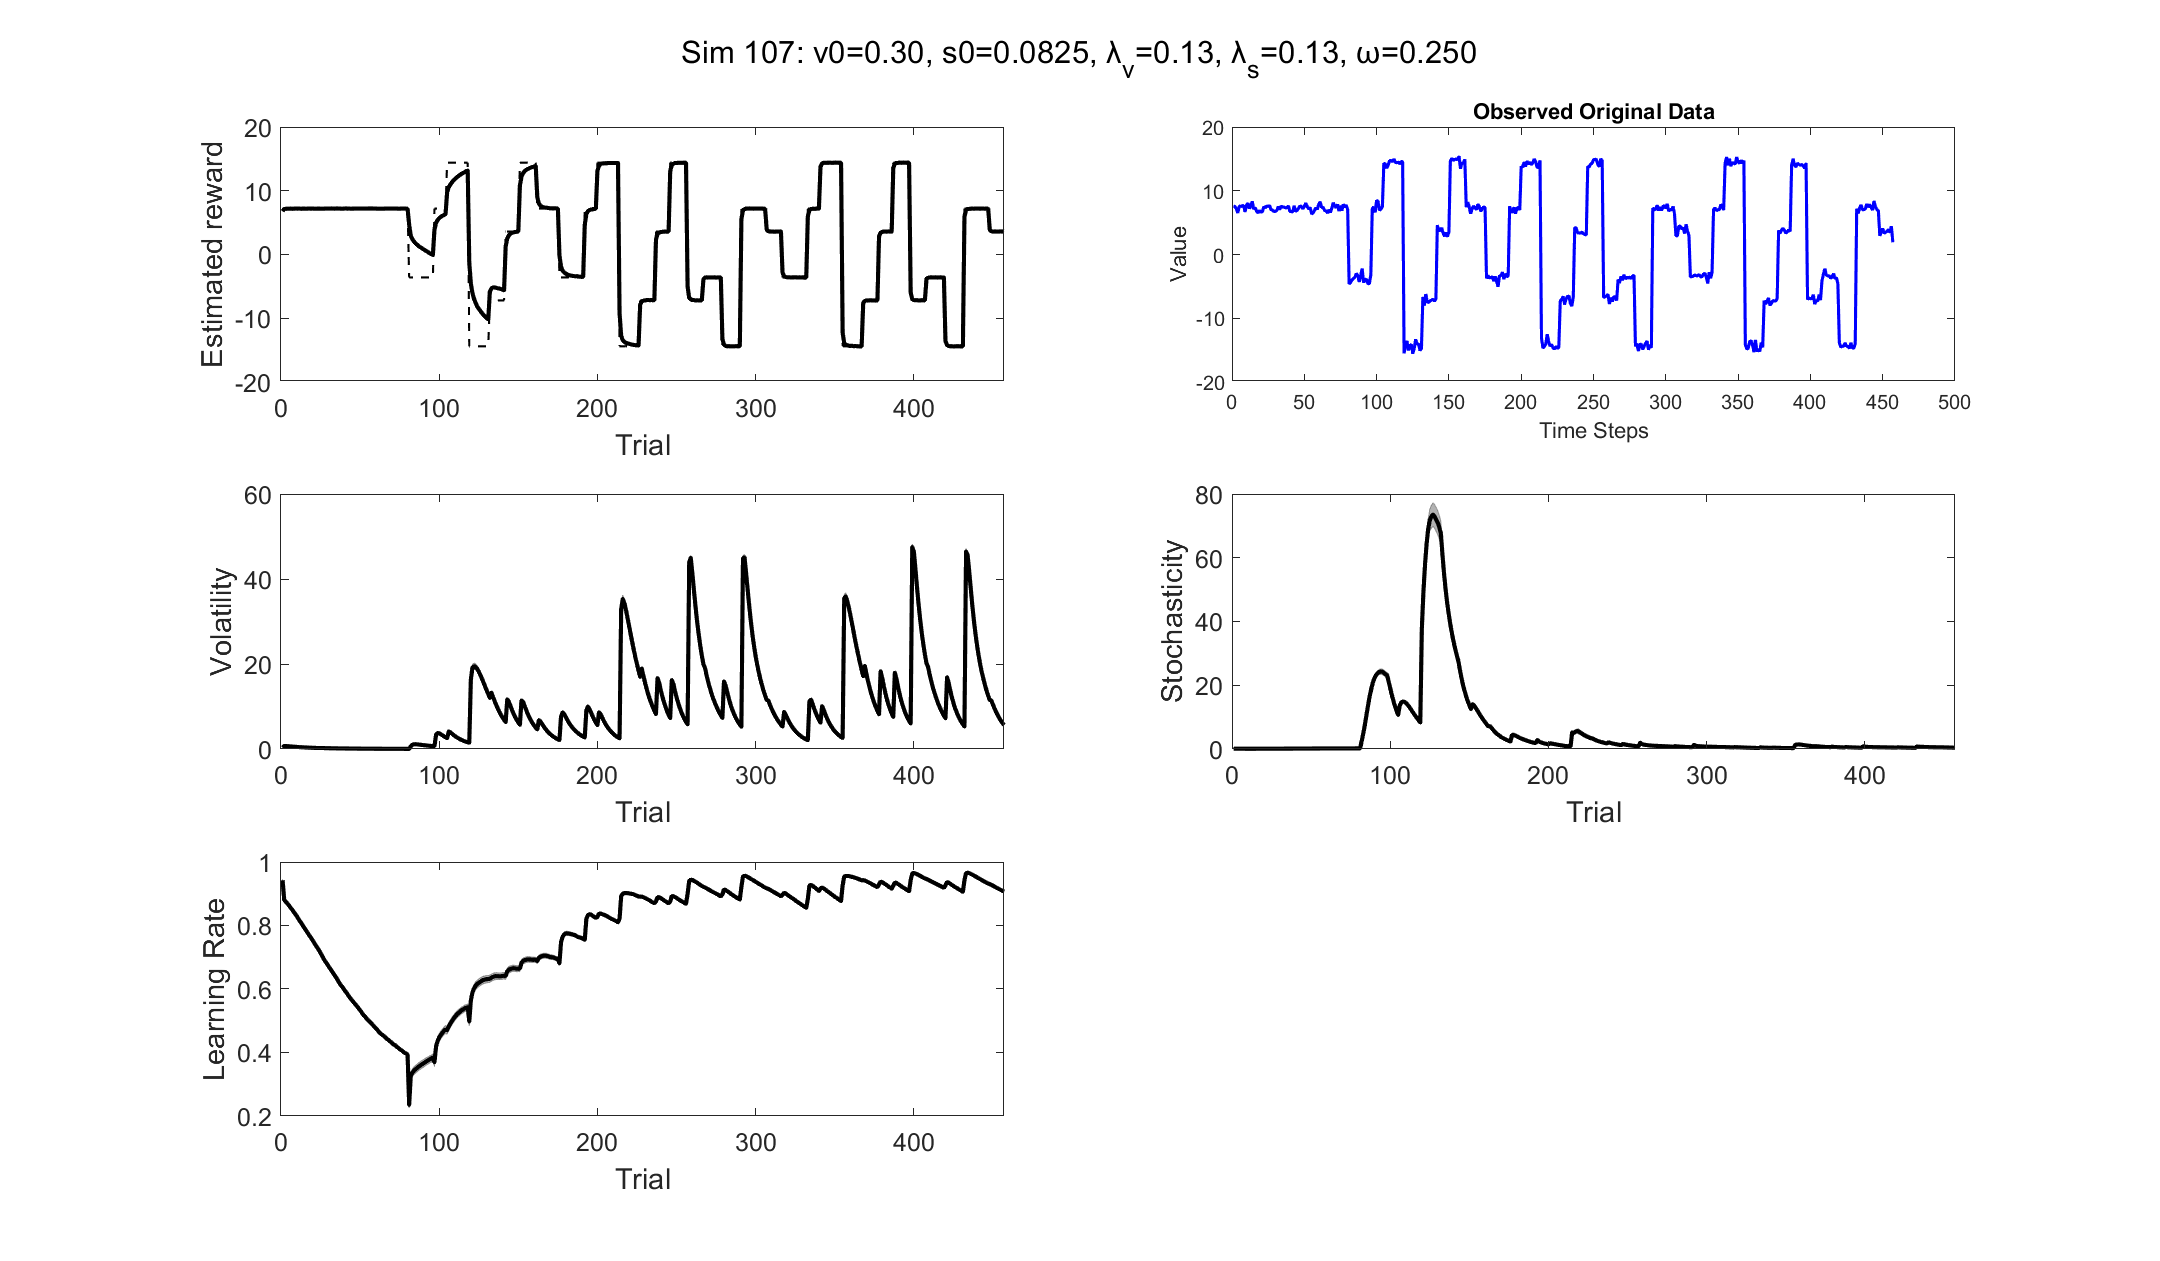 Sim 107: v0=0.30, s0=0.0825, λv=0.13, λs=0.13, ω=0.250
Estimated reward
20
10
0
-10
-20
0 100 200 300 400
Trial
Observed Original Data
Value
20
10
0
-10
-20
0 50 100 150 200 250 300 350 400 450 500
Time Steps
Volatility
60
40
20
0
0 100 200 300 400
Trial
Stochasticity
80
60
40
20
0
0 100 200 300 400
Trial
Learning Rate
1
0.8
0.6
0.4
0.2
0 100 200 300 400
Trial